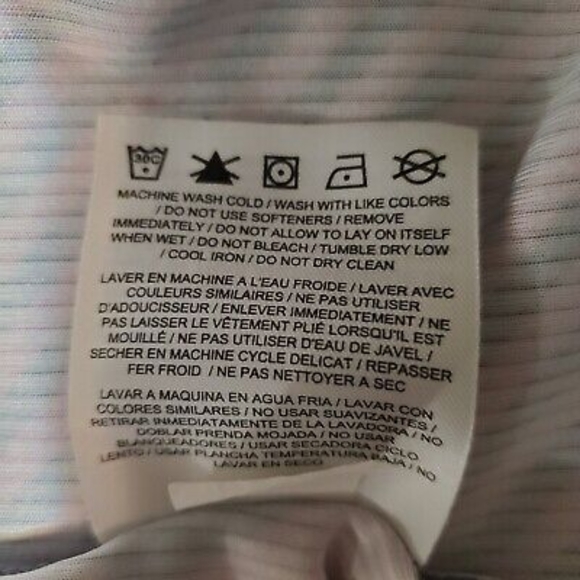 30C
MACHINE WASH COLD / WASH WITH LIKE COLORS
/ DO NOT USE SOFTENERS / REMOVE
IMMEDIATELY / DO NOT ALLOW TO LAY ON ITSELF
WHEN WET / DO NOT BLEACH / TUMBLE DRY LOW
/ COOL IRON / DO NOT DRY CLEAN
LAVER EN MACHINE A L'EAU FROIDE / LAVER AVEC
COULEURS SIMILAIRES / NE PAS UTILISER
D'ADOUCISSEUR / ENLEVER IMMEDIATEMENT / NE
PAS LAISSER LE VÊTEMENT PLIÉ LORSQU'IL EST
MOUILLÉ / NE PAS UTILISER D'EAU DE JAVEL /
SECHER EN MACHINE CYCLE DELICAT / REPASSER
FER FROID / NE PAS NETTOYER A SEC
LAVAR A MAQUINA EN AGUA FRIA / LAVAR CON
COLORES SIMILARES / NO USAR SUAVIZANTES /
RETIRAR INMEDIATAMENTE DE LA LAVADORA / NO
DOBLAR PRENDA MOJADA / NO USAR
BLANQUEADORES / USAR SECADORA CICLO
LENTO / USAR PLANCHA TEMPERATURA BAJA / NO
LAVAR EN SECO